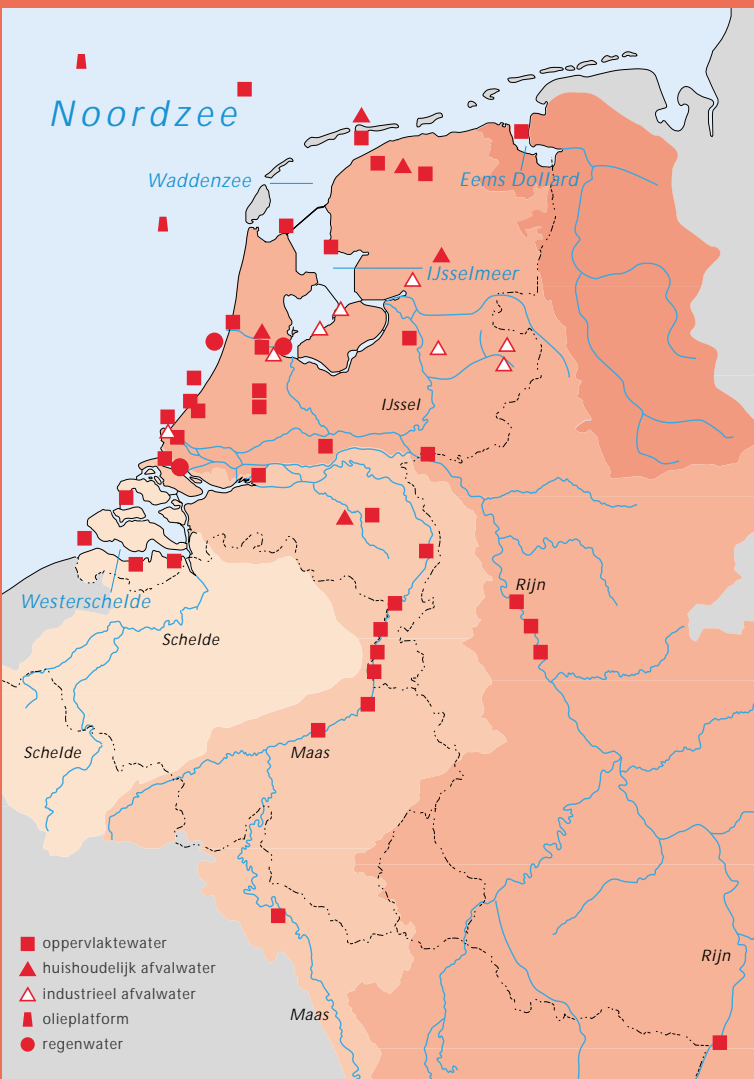 Noordzee
Waddenzee
Eems Dollard
IJsselmeer
IJssel
Rijn
Westerschelde
Schelde
Schelde
Maas
Rijn
Maas
oppervlaktewater
huishoudelijk afvalwater
industrieel afvalwater
olieplatform
regenwater